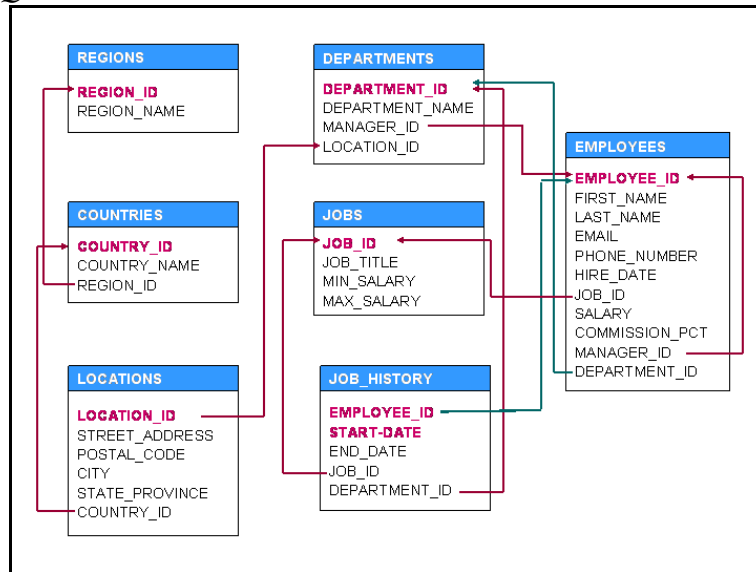 REGIONS
REGION_ID
REGION_NAME
DEPARTMENTS
DEPARTMENT_ID
DEPARTMENT_NAME
MANAGER_ID
LOCATION_ID
EMPLOYEES
EMPLOYEE_ID
FIRST_NAME
LAST_NAME
EMAIL
PHONE_NUMBER
HIRE_DATE
JOB_ID
SALARY
COMMISSION_PCT
MANAGER_ID
DEPARTMENT_ID
COUNTRIES
COUNTRY_ID
COUNTRY_NAME
REGION_ID
JOBS
JOB_ID
JOB_TITLE
MIN_SALARY
MAX_SALARY
LOCATIONS
LOCATION_ID
STREET_ADDRESS
POSTAL_CODE
CITY
STATE_PROVINCE
COUNTRY_ID
JOB_HISTORY
EMPLOYEE_ID
START-DATE
END_DATE
JOB_ID
DEPARTMENT_ID